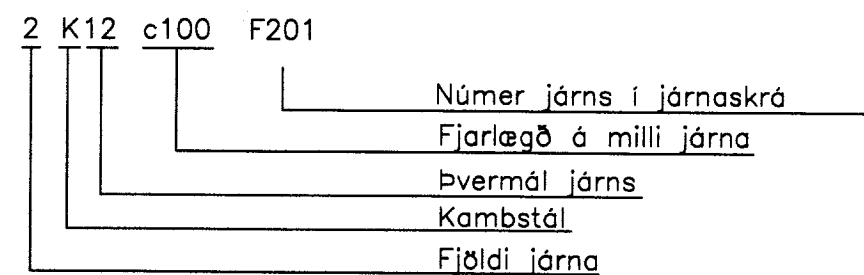 2 K12 c100 F201
Númer járns í járnaskrá
Fjarlægð á milli járna
Þvermál járns
Kambstál
Fjöldi járna